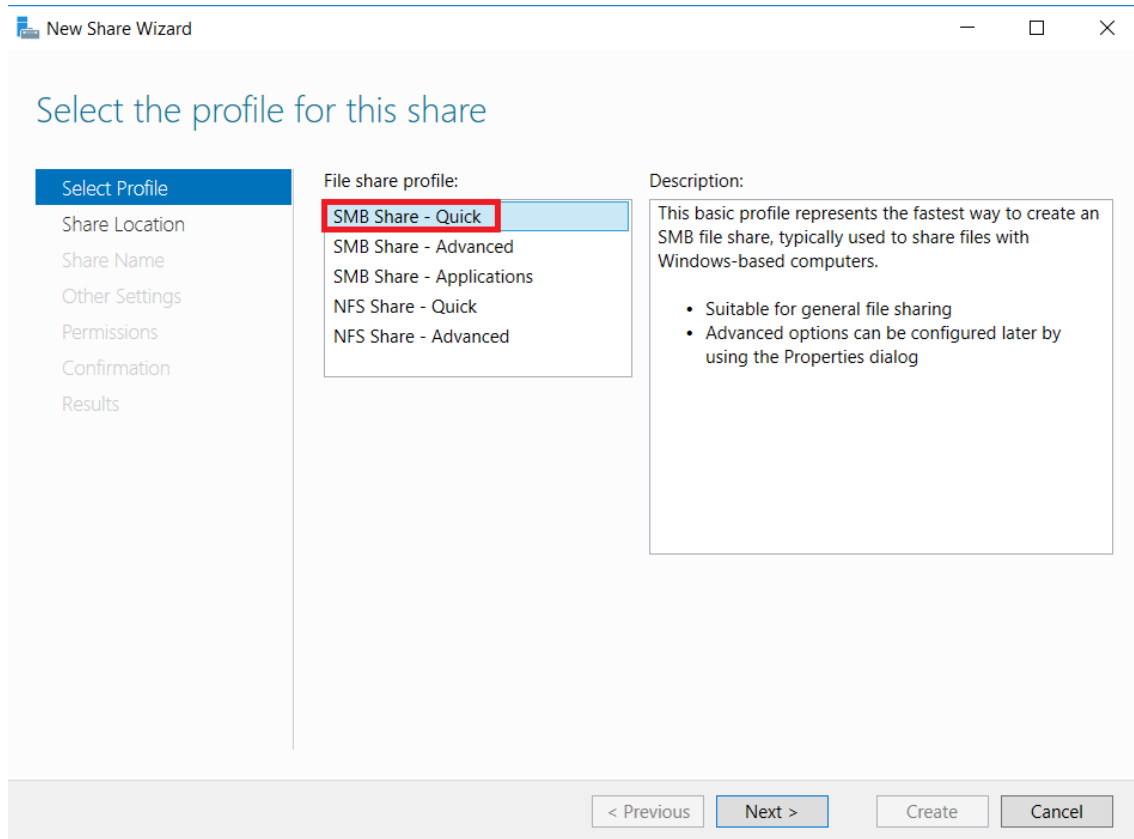 New Share Wizard
Select the profile for this share
Select Profile
Share Location
Share Name
Other Settings
Permissions
Confirmation
Results
File share profile:
SMB Share - Quick
SMB Share - Advanced
SMB Share - Applications
NFS Share - Quick
NFS Share - Advanced
Description:
This basic profile represents the fastest way to create an
SMB file share, typically used to share files with
Windows-based computers.
• Suitable for general file sharing
• Advanced options can be configured later by
using the Properties dialog
< Previous
Next >
Create
Cancel